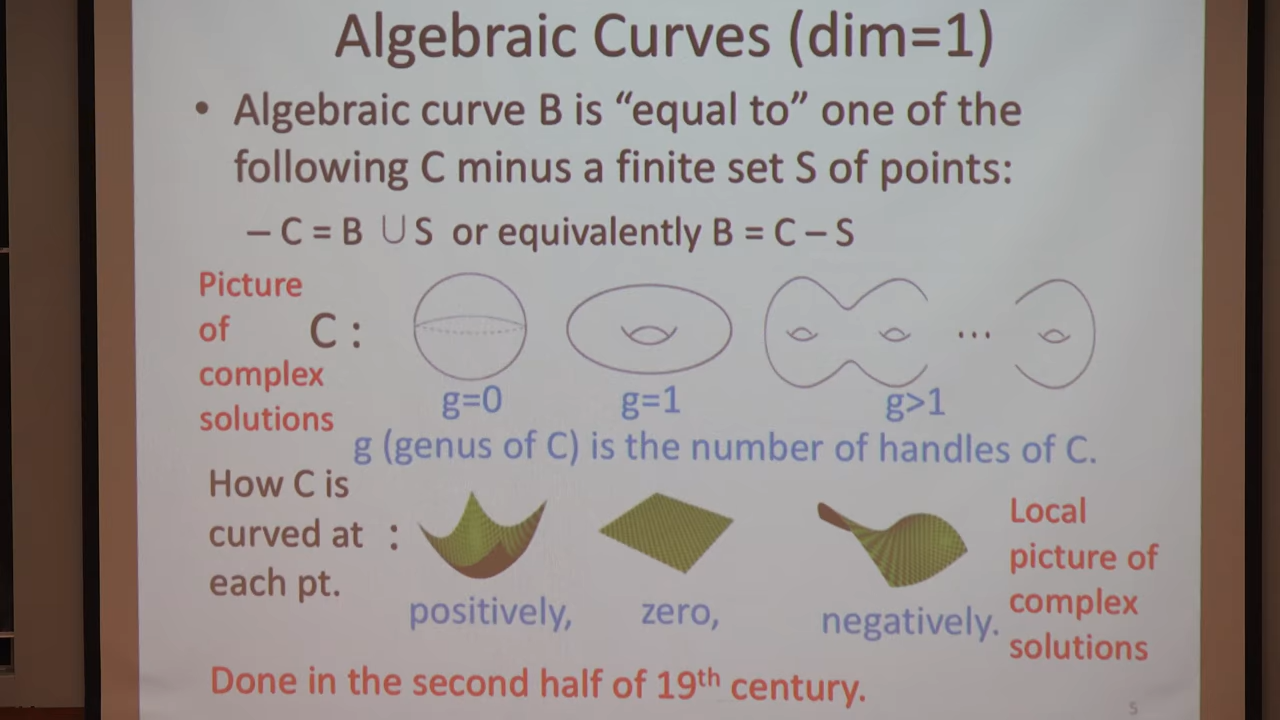 Algebraic Curves (dim=1)
• Algebraic curve B is “equal to” one of the
following C minus a finite set S of points:
– C = B ∪ S or equivalently B = C – S
Picture
of
complex
solutions
C :
g=0
g=1
...
g>1
g (genus of C) is the number of handles of C.
How C is
curved at :
each pt.
positively,
zero,
negatively.
Local
picture of
complex
solutions
Done in the second half of 19th century.
5